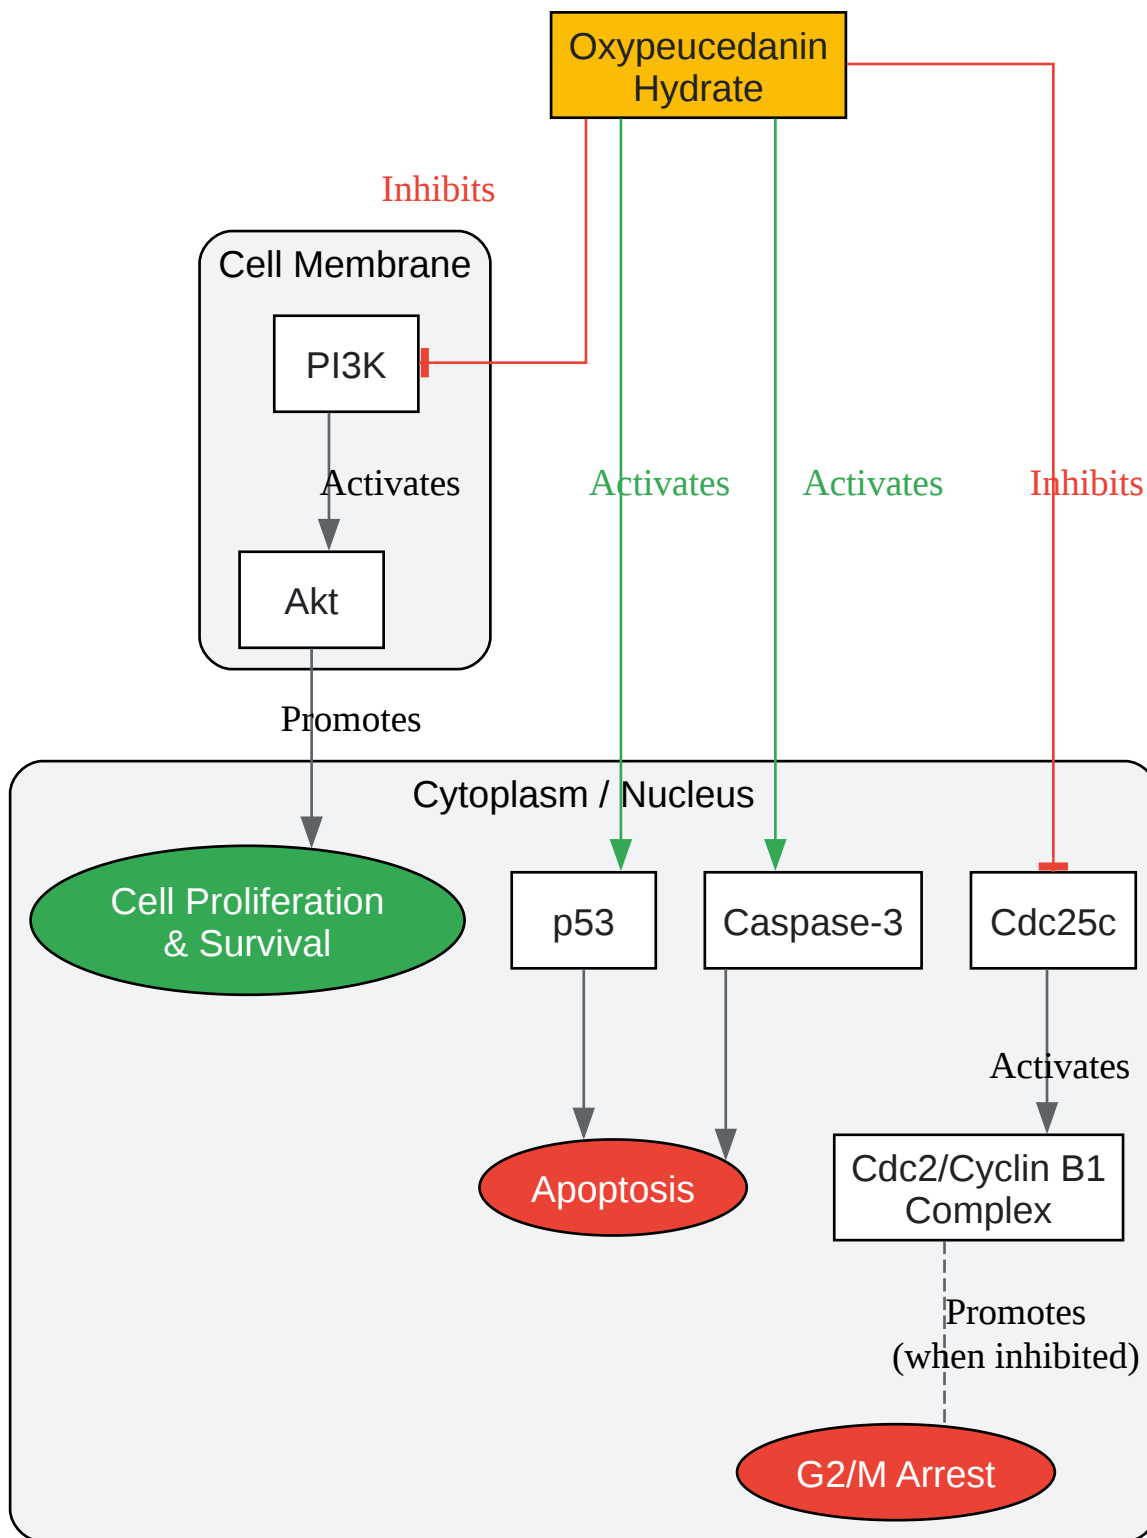 Oxypeucedanin
Hydrate
Inhibits
Cell Membrane
PI3K
Activates
Activates
Activates
Inhibits
Akt
Promotes
Cytoplasm / Nucleus
Cell Proliferation
& Survival
p53
Caspase-3
Cdc25c
Activates
Apoptosis
Cdc2/Cyclin B1
Complex
Promotes
(when inhibited)
G2/M Arrest